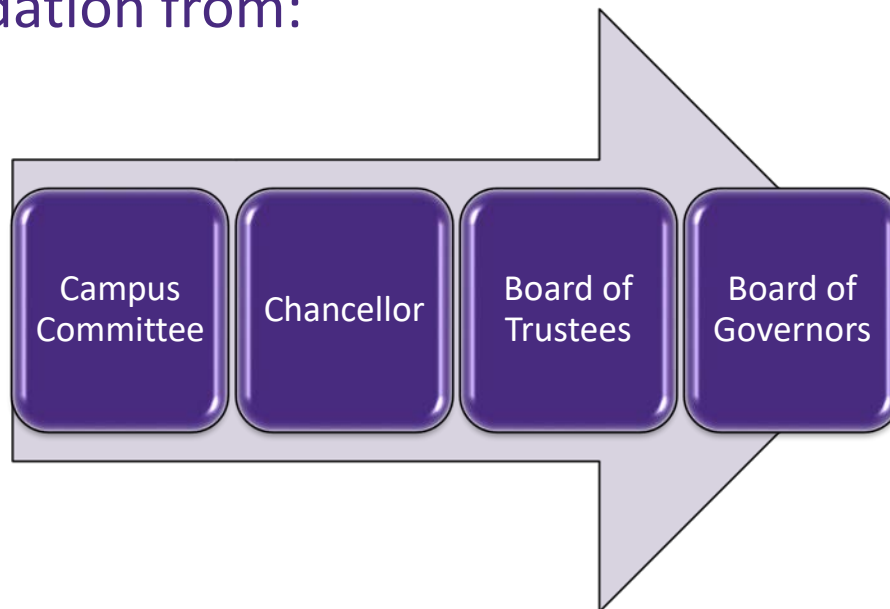 dation from:
Campus
Committee
Chancellor
Board of
Trustees
Board of
Governors